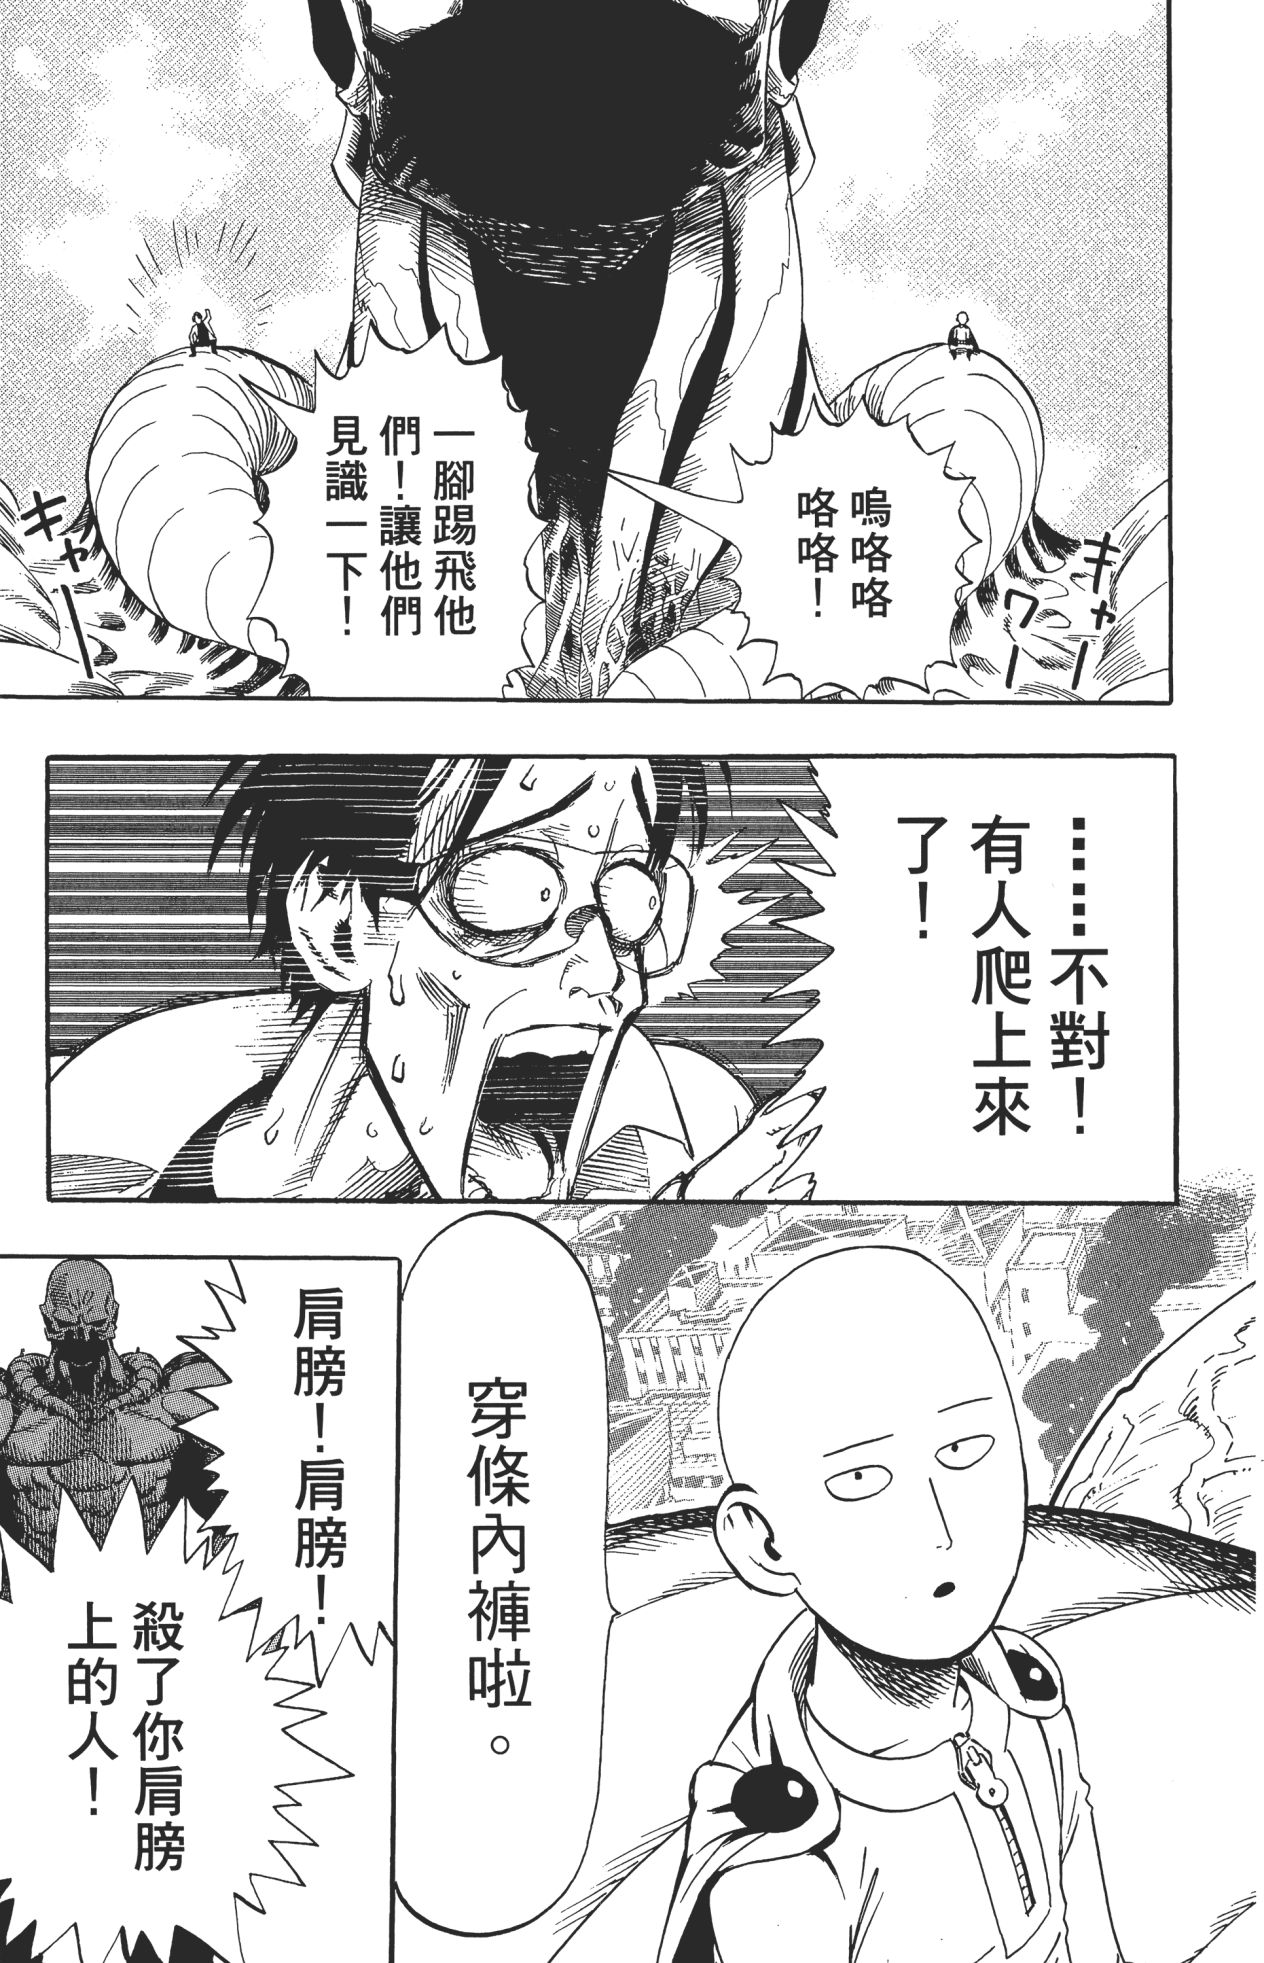 嗚咯咯
咯咯！
一腳踢飛他
們！讓他們
見識一下！
キャー
ワー
キャー
……不對！
有人爬上來
了！
穿條內褲啦。
肩膀！肩膀！
殺了你肩膀
上的人！